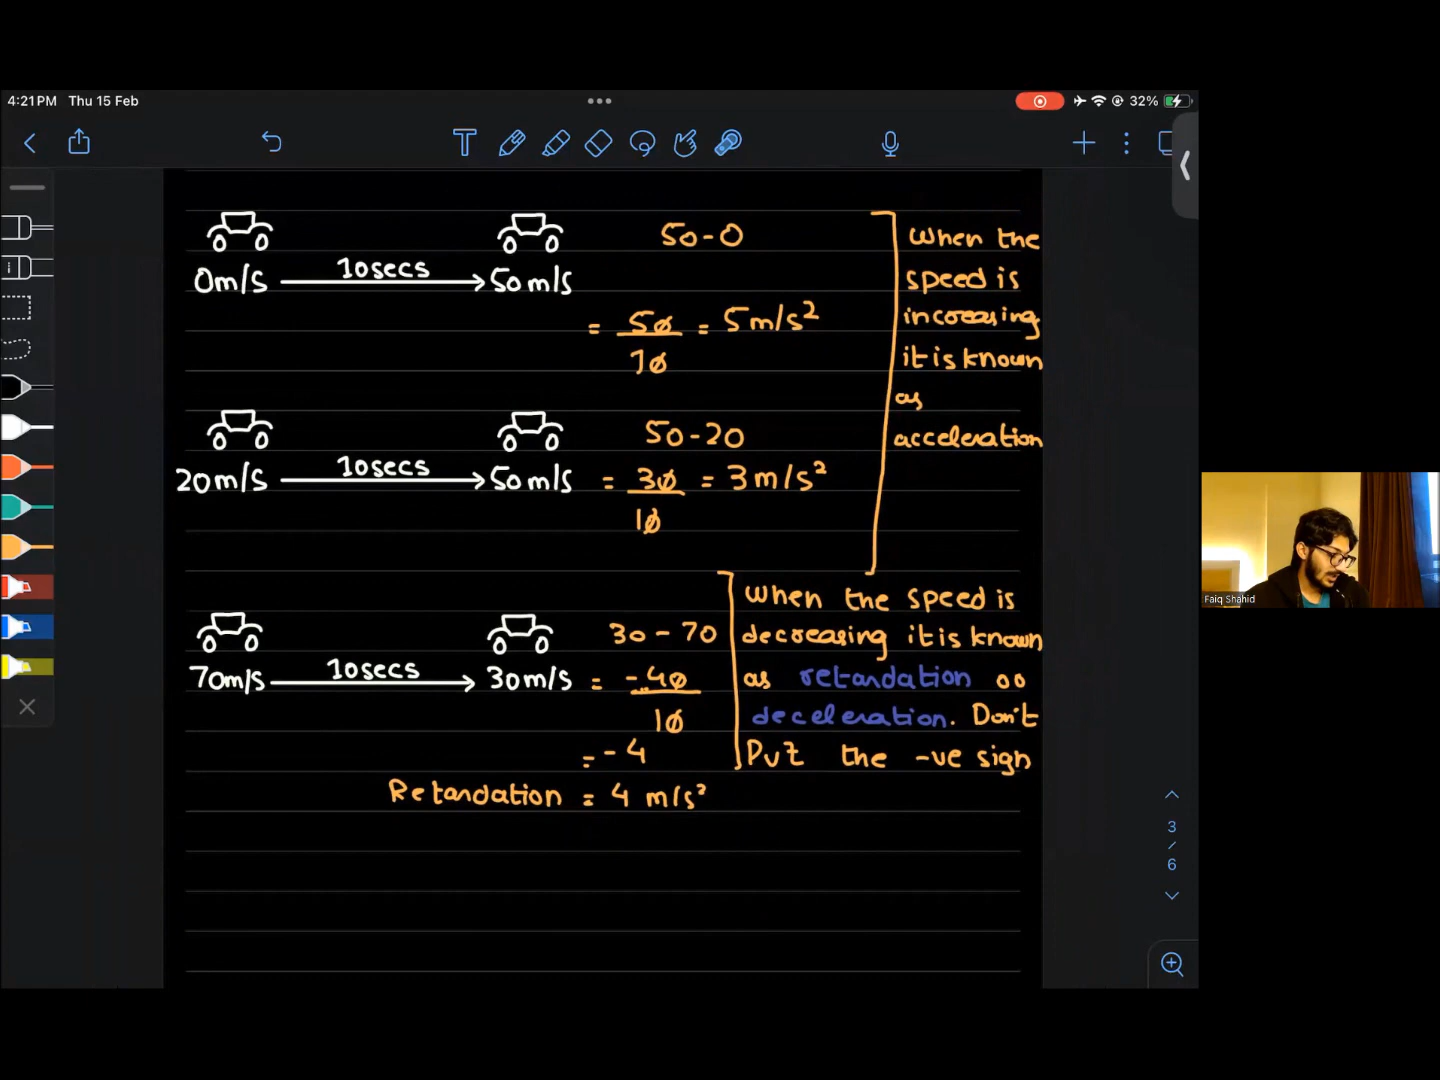 4:21PM Thu 15 Feb
32%
0m/s 10secs 50m/s
50-0
= 50/10 = 5m/s²
20m/s 10secs 50m/s
50-20
= 30/10 = 3m/s²
When the
speed is
increasing
it is known
as
acceleration
70m/s 10secs 30m/s
30-70
= -40/10
= -4
Retardation = 4 m/s²
When the speed is
decreasing it is known
as retardation or
deceleration. Don't
Put the -ve sign
3
/
6
Faiq Shahid